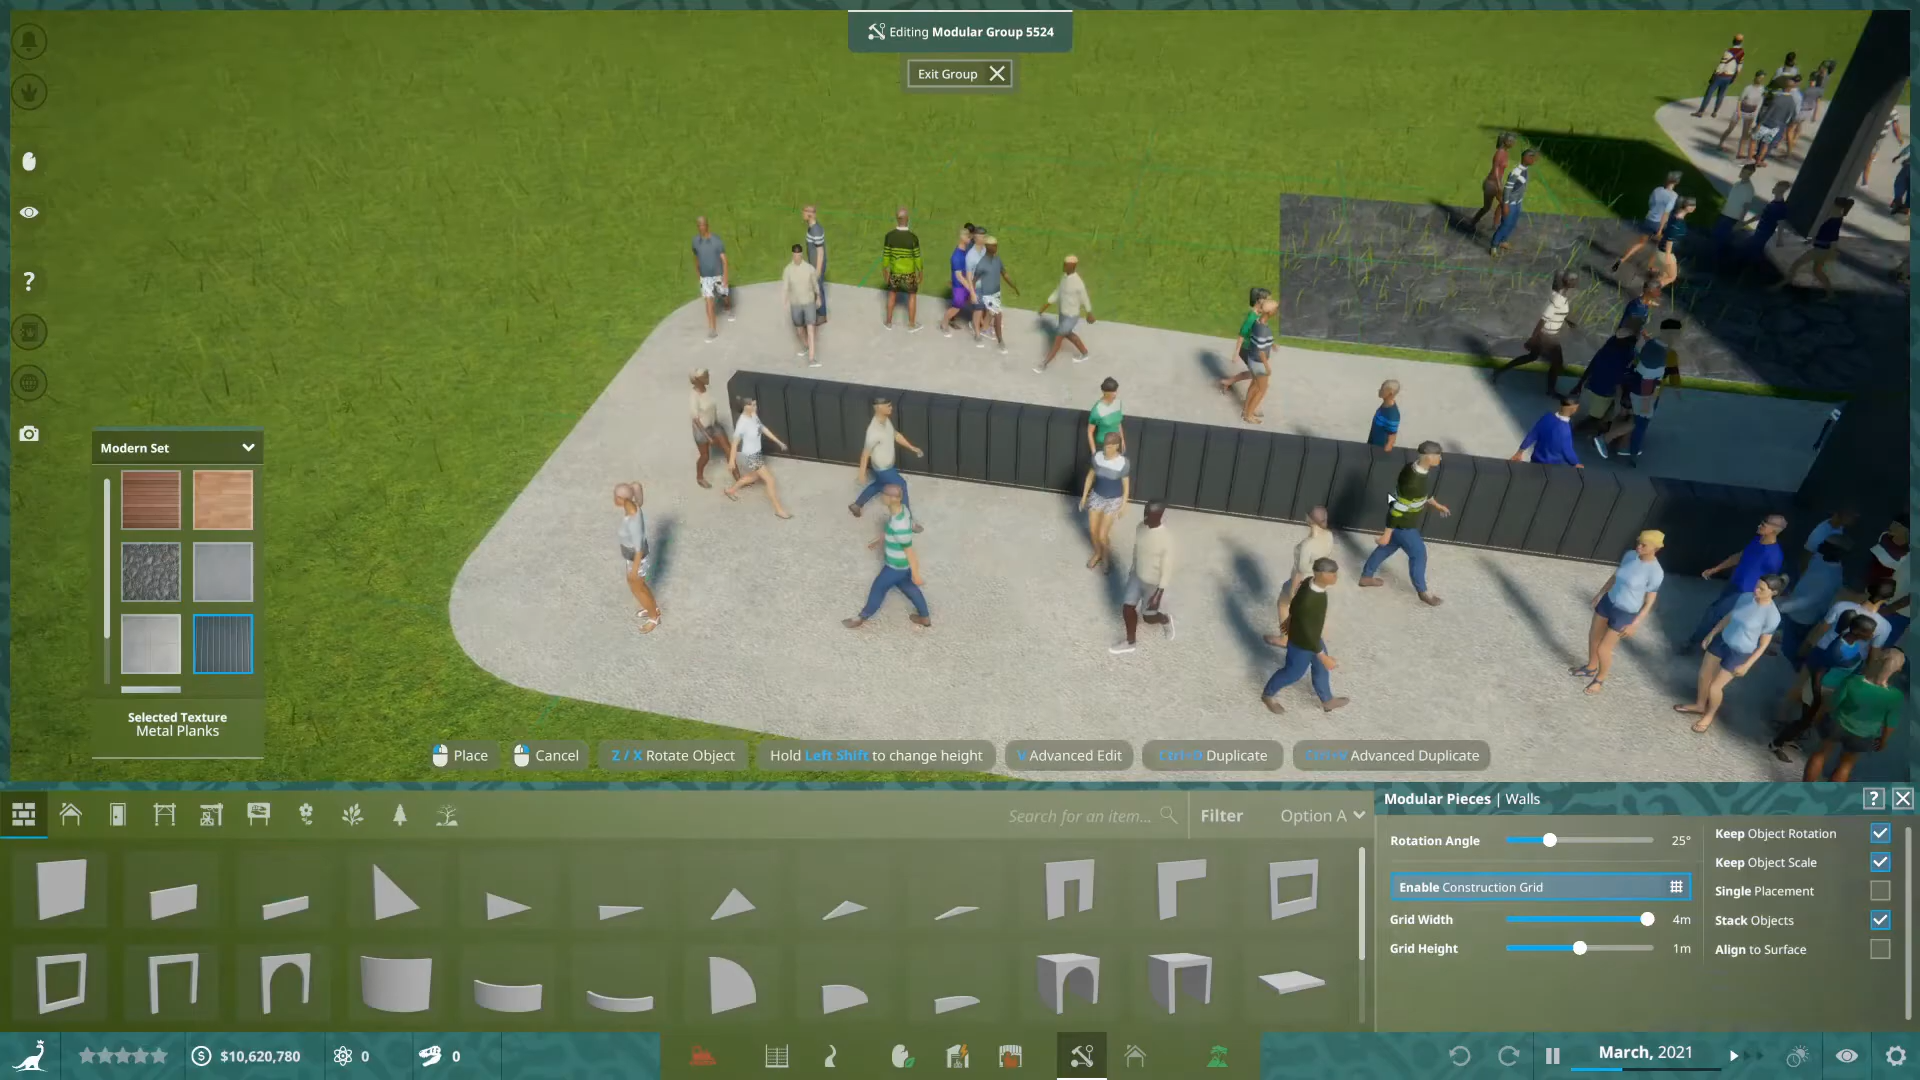 Editing Modular Group 5524
Exit Group
?
Modern Set
Selected Texture
Metal Planks
Place
Cancel
Z / X Rotate Object
Hold Left Shift to change height
V Advanced Edit
Ctrl+D Duplicate
Advanced Duplicate
Search for an item...
Filter
Option A
Modular Pieces | Walls
?
Rotation Angle
25°
Enable Construction Grid
Grid Width
4m
Grid Height
1m
Keep Object Rotation
Keep Object Scale
Single Placement
Stack Objects
Align to Surface
$10,620,780
0
0
March, 2021